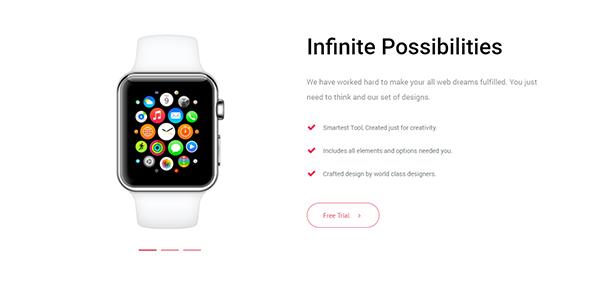 Infinite Possibilities
We have worked hard to make your all web dreams fulfilled. You just
need to think and our set of designs.
Smartest Tool, Created just for creativity.
Includes all elements and options needed you.
Crafted design by world class designers.
Free Trial